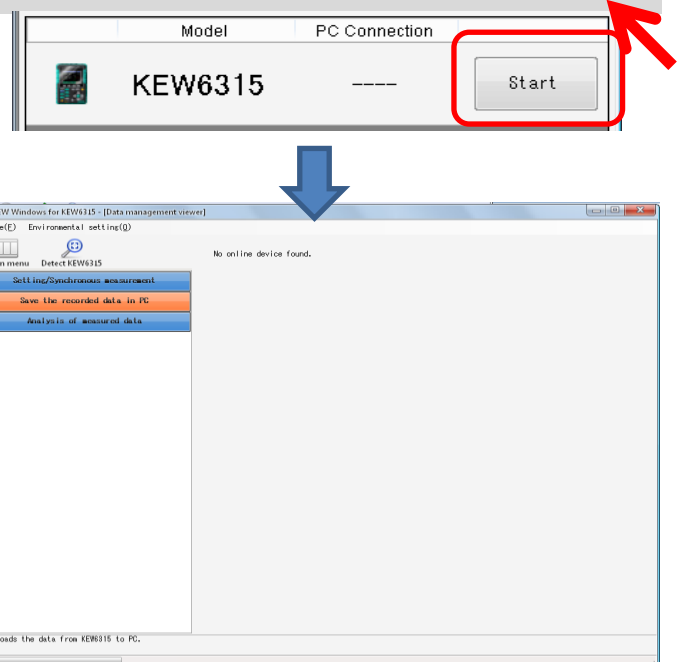 Model PC Connection
KEW6315 ---- Start
EW Windows for KEW6315 - [Data management viewer]
e(F) Environmental setting(O)
n menu Detect KEW6315
No online device found.
Setting/Synchronous measurement
Save the recorded data in PC
Analysis of measured data
oads the data from KEW6315 to PC.